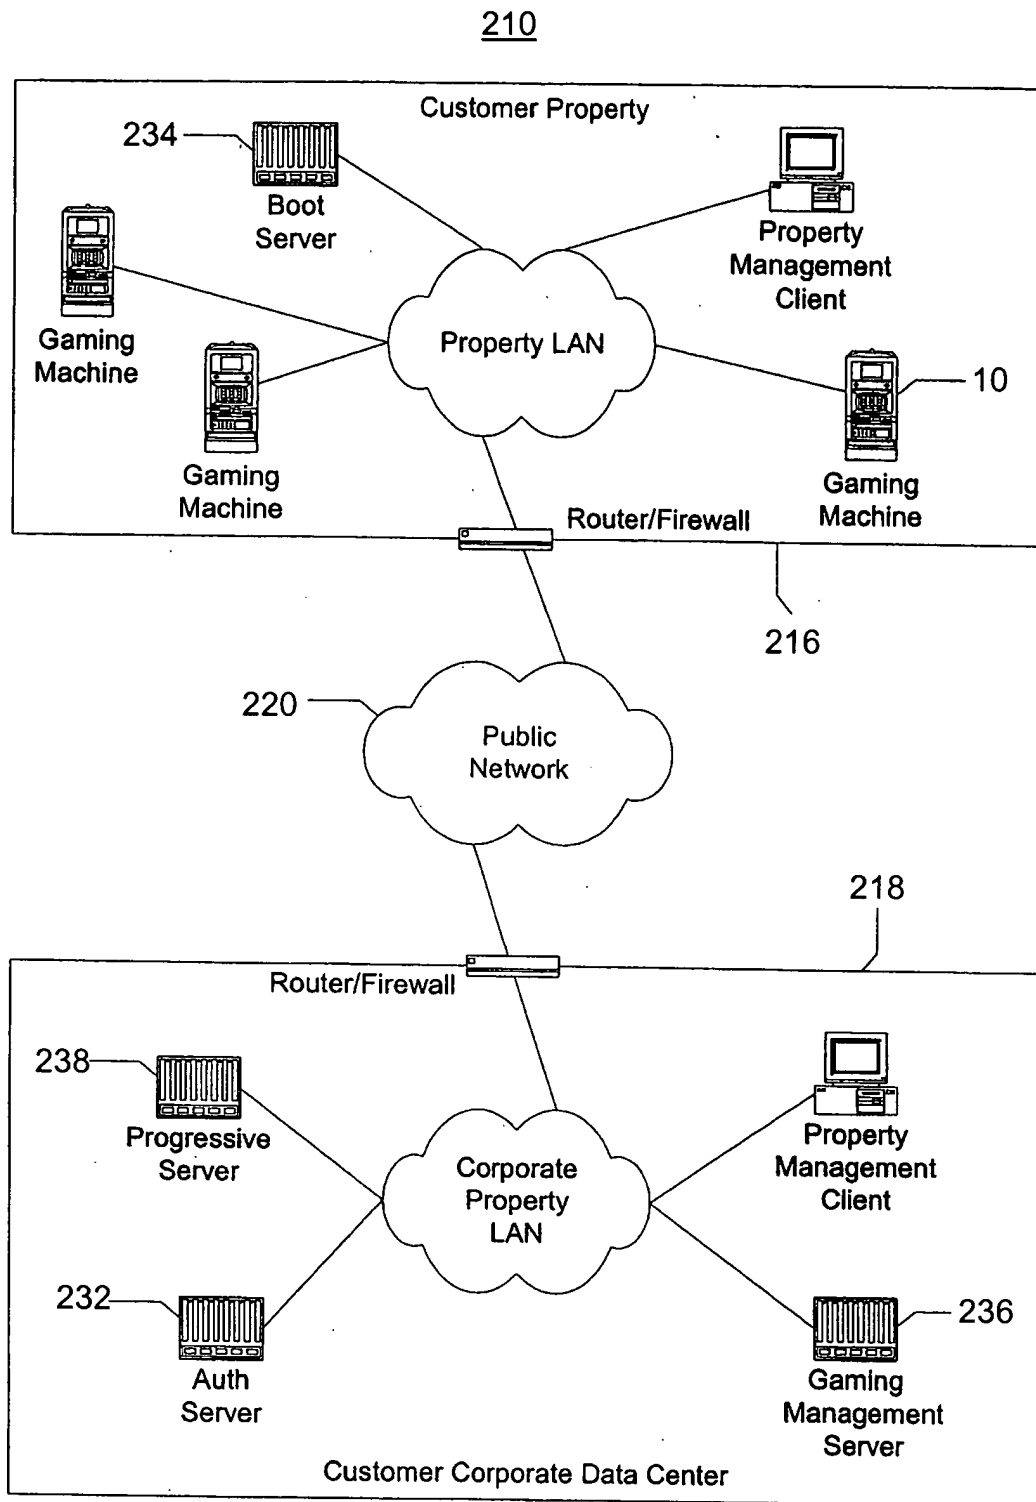 210
Customer Property
234
Boot
Server
Property
Management
Client
Gaming
Machine
Property LAN
10
Gaming
Machine
Gaming
Machine
Router/Firewall
216
220
Public
Network
218
Router/Firewall
238
Progressive
Server
Corporate
Property
LAN
Property
Management
Client
232
Auth
Server
236
Gaming
Management
Server
Customer Corporate Data Center